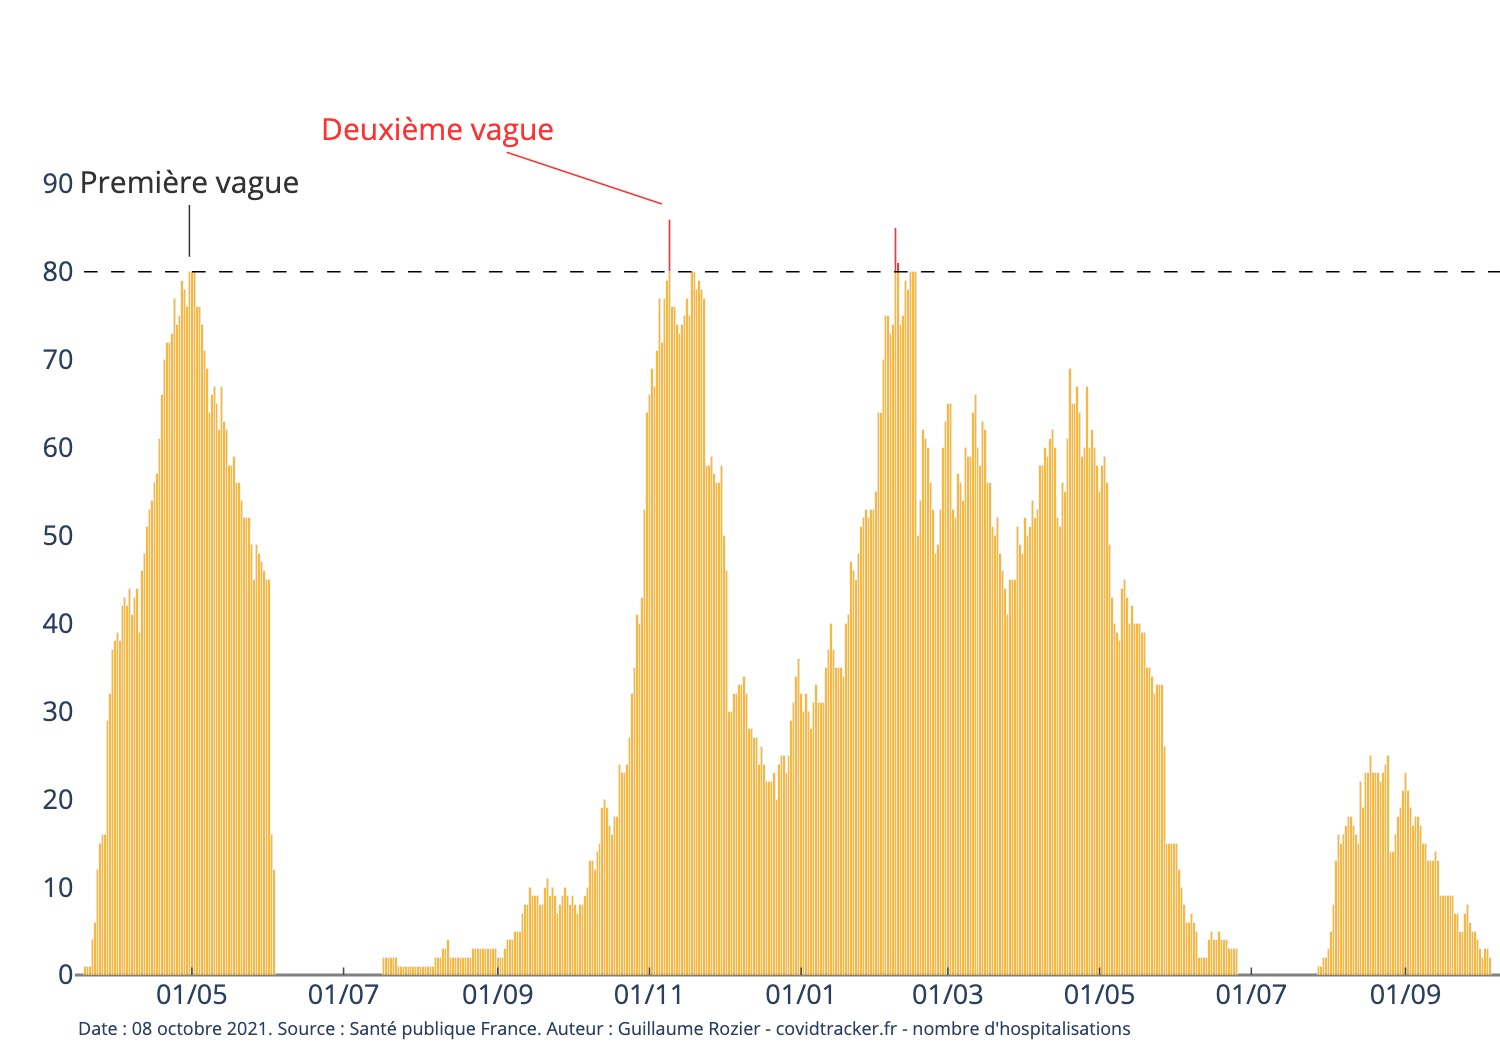 Deuxième vague
90 Première vague
80
70
60
50
40
30
20
10
0
01/05 01/07 01/09 01/11 01/01 01/03 01/05 01/07 01/09
Date : 08 octobre 2021. Source : Santé publique France. Auteur : Guillaume Rozier - covidtracker.fr - nombre d'hospitalisations